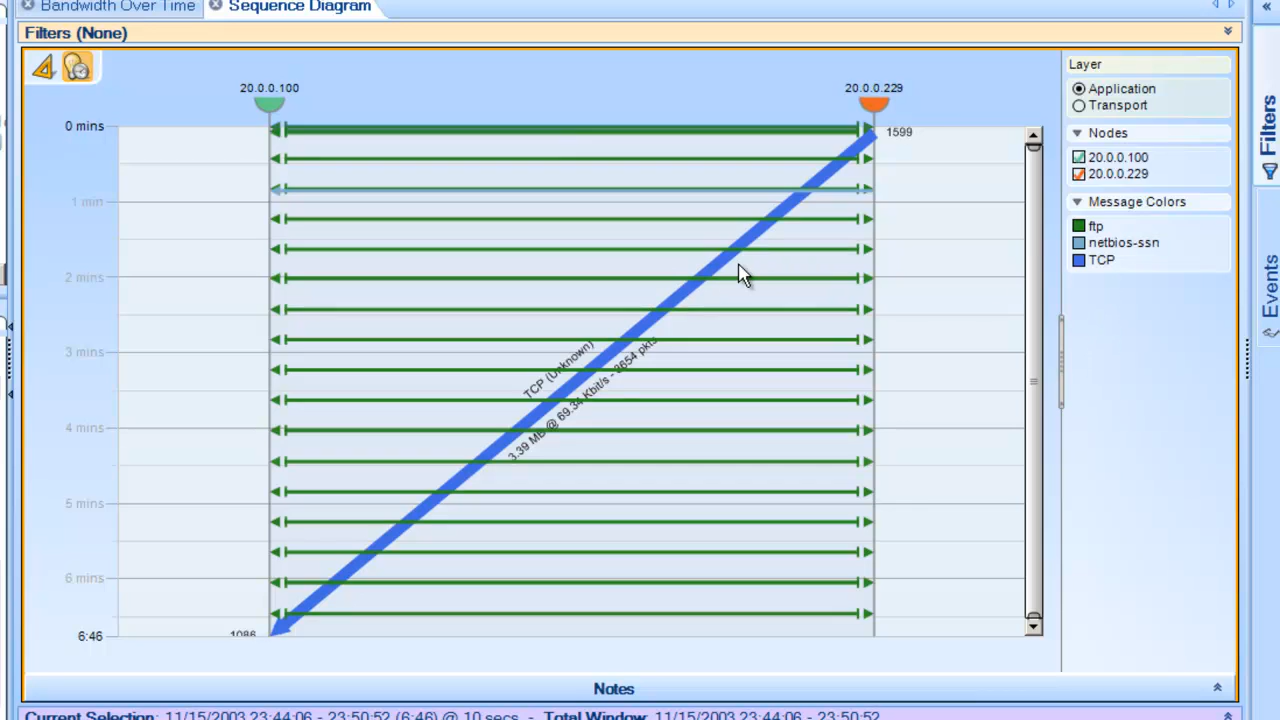 Bandwidth Over Time
Sequence Diagram
Filters (None)
Layer
20.0.0.100
20.0.0.229
Application
Transport
0 mins
1599
Nodes
20.0.0.100
20.0.0.229
1 min
Message Colors
ftp
netbios-ssn
TCP
2 mins
3 mins
TCP (Unknown)
3.39 MB @ 69.34 Kbit/s - 3654 pkts
4 mins
5 mins
6 mins
6:46
1086
Filters
Events
Notes
Current Selection: 11/15/2003 23:44:06 - 23:50:52 (6:46) @ 10 secs - Total Window: 11/15/2003 23:44:06 - 23:50:52